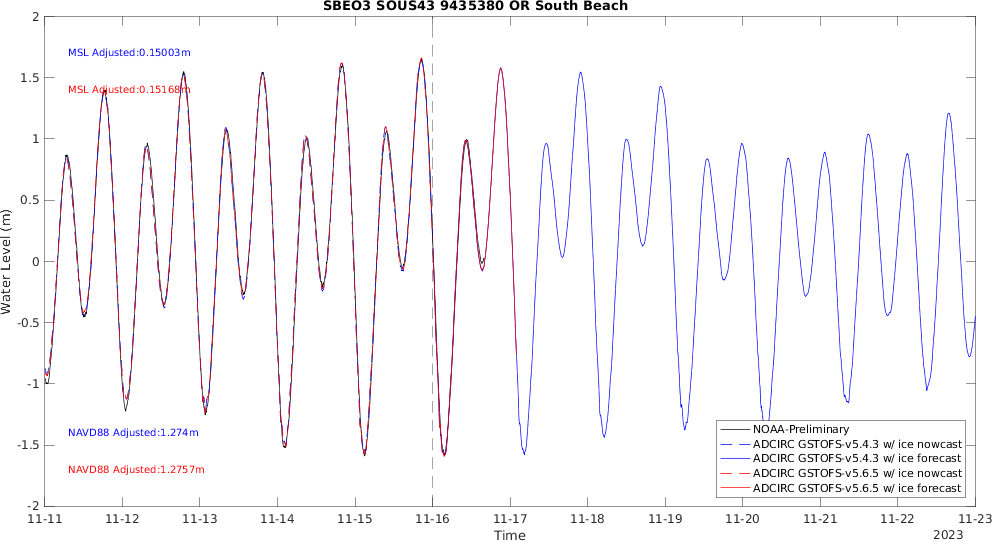 SBEO3 SOUS43 9435380 OR South Beach
2
1.5
1
0.5
0
-0.5
-1
-1.5
-2
Water Level (m)
MSL Adjusted:0.15003m
MSL Adjusted:0.15168m
NAVD88 Adjusted:1.274m
NAVD88 Adjusted:1.2757m
NOAA-Preliminary
ADCIRC GSTOFS-v5.4.3 w/ ice nowcast
ADCIRC GSTOFS-v5.4.3 w/ ice forecast
ADCIRC GSTOFS-v5.6.5 w/ ice nowcast
ADCIRC GSTOFS-v5.6.5 w/ ice forecast
11-11 11-12 11-13 11-14 11-15 11-16 11-17 11-18 11-19 11-20 11-21 11-22 11-23
Time
2023